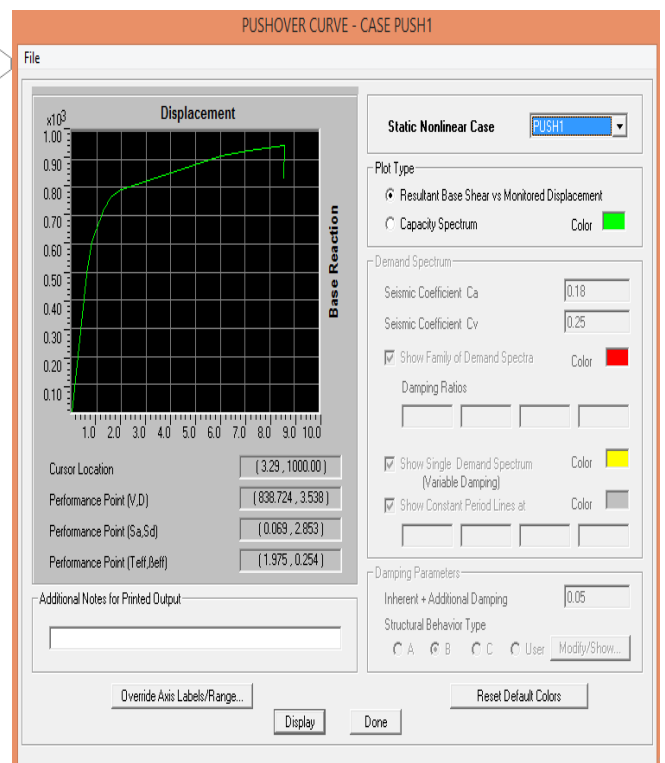 PUSHOVER CURVE - CASE PUSH1
File
Displacement
x10³
1.00
0.90
0.80
0.70
0.60
0.50
0.40
0.30
0.20
0.10
Base Reaction
1.0 2.0 3.0 4.0 5.0 6.0 7.0 8.0 9.0 10.0
Cursor Location (3.29 , 1000.00)
Performance Point (V,D) (838.724 , 3.538)
Performance Point (Sa,Sd) (0.069 , 2.853)
Performance Point (Teff,βeff) (1.975 , 0.254)
Additional Notes for Printed Output
Static Nonlinear Case PUSH1
Plot Type
Resultant Base Shear vs Monitored Displacement
Capacity Spectrum Color
Demand Spectrum
Seismic Coefficient Ca 0.18
Seismic Coefficient Cv 0.25
Show Family of Demand Spectra Color
Damping Ratios
Show Single Demand Spectrum Color
(Variable Damping)
Show Constant Period Lines at Color
Damping Parameters
Inherent + Additional Damping 0.05
Structural Behavior Type
A B C User Modify/Show...
Override Axis Labels/Range... Reset Default Colors
Display Done